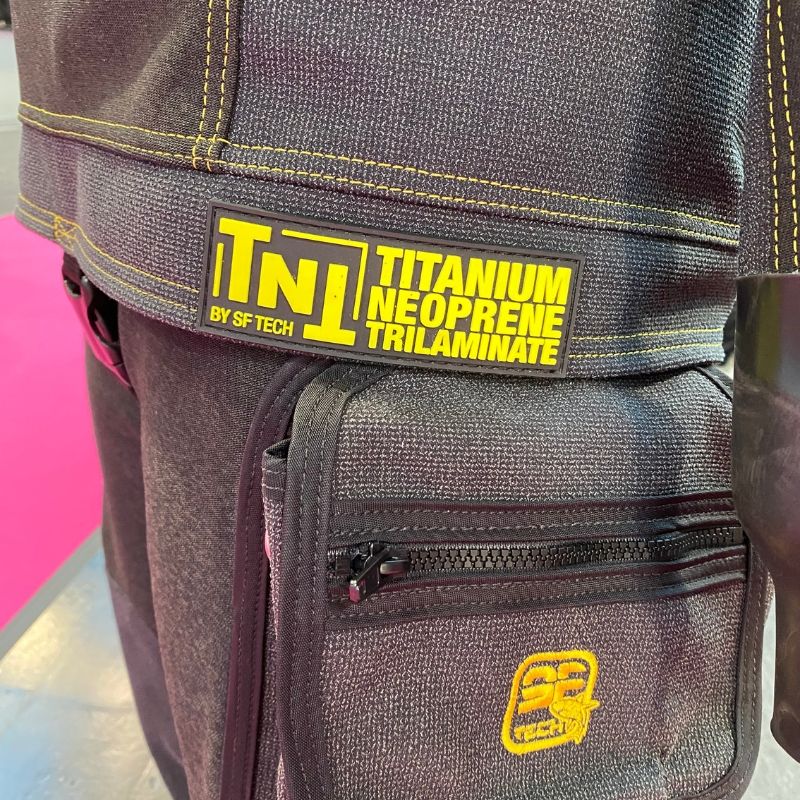 TNT
BY SF TECH
TITANIUM
NEOPRENE
TRILAMINATE
SF
TECH